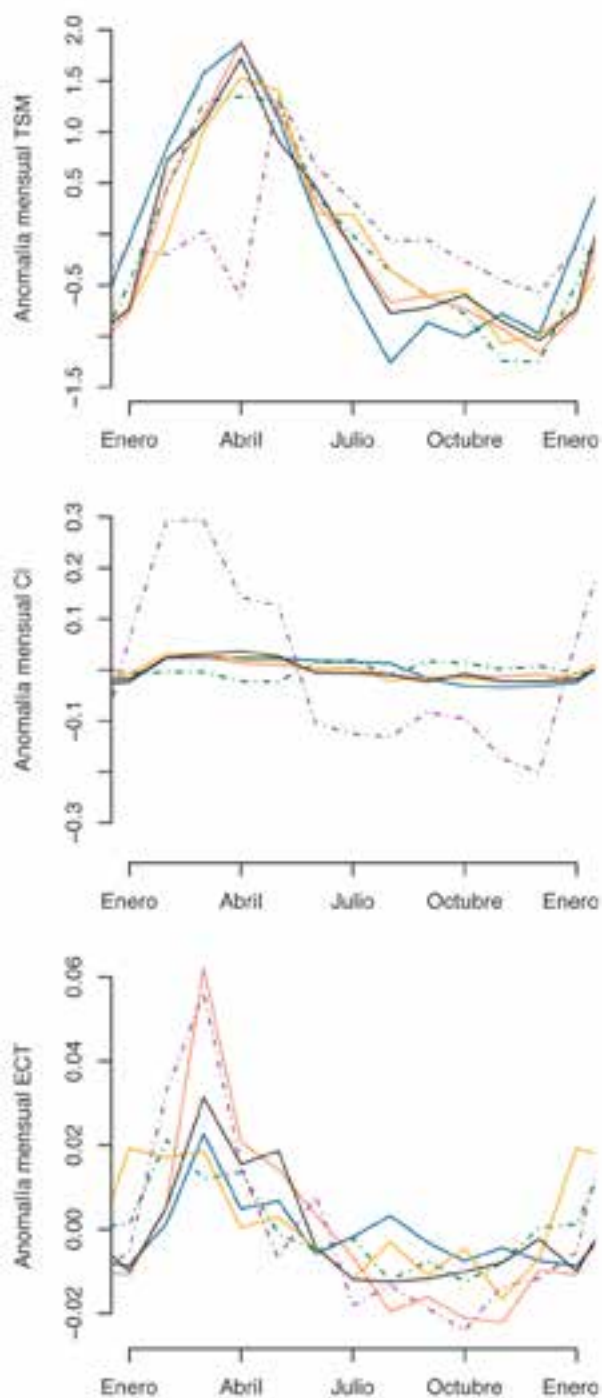 Anomalía mensual TSM
2.0
1.5
1.0
0.5
−0.5
−1.5
Enero Abril Julio Octubre Enero
Anomalía mensual Cl
0.3
0.2
0.1
−0.1
−0.3
Enero Abril Julio Octubre Enero
Anomalía mensual ECT
0.06
0.04
0.02
0.00
−0.02
Enero Abril Julio Octubre Enero